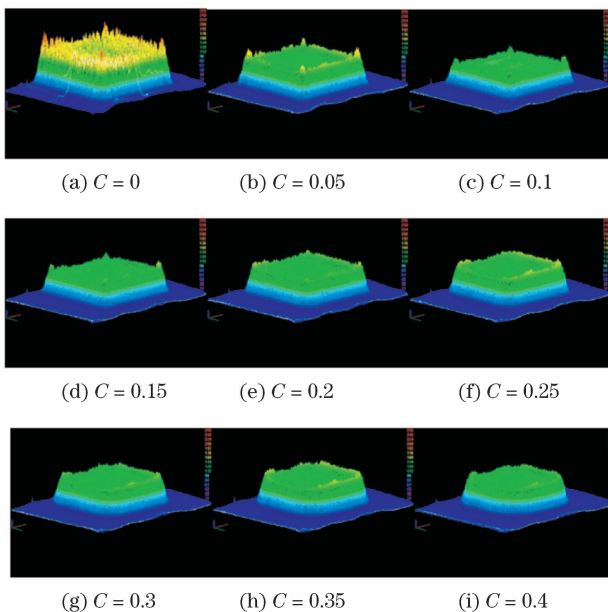 (a) C = 0
(b) C = 0.05
(c) C = 0.1
(d) C = 0.15
(e) C = 0.2
(f) C = 0.25
(g) C = 0.3
(h) C = 0.35
(i) C = 0.4